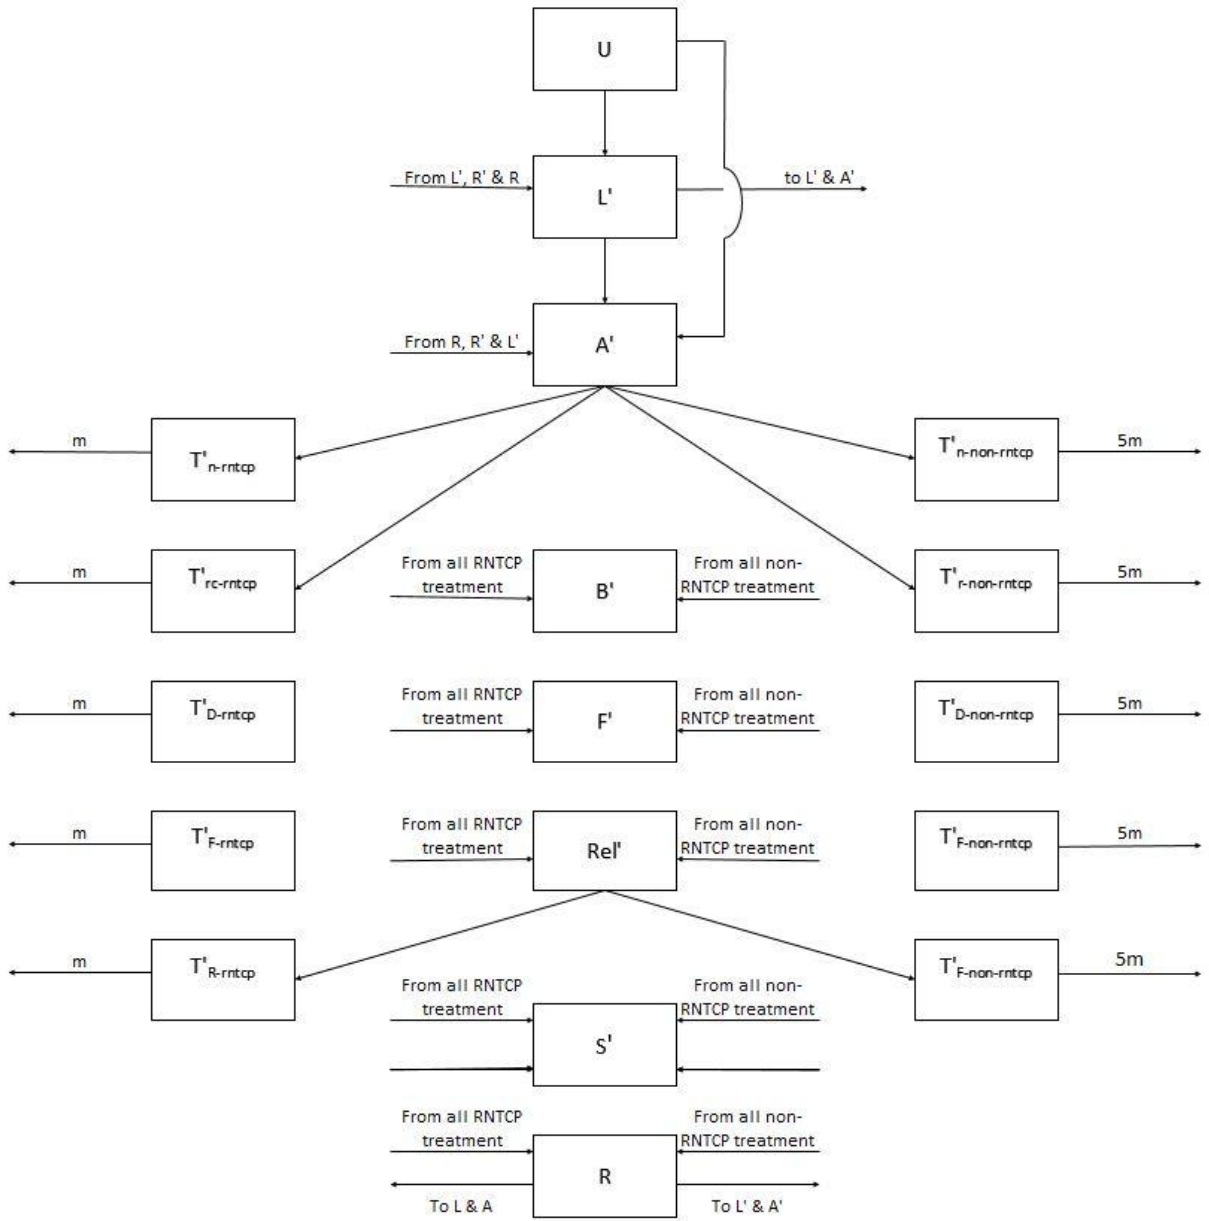 U
From L', R' & R
L'
to L' & A'
From R, R' & L'
A'
m
T'n-rntcp
T'n-non-rntcp
5m
m
T'rc-rntcp
From all RNTCP
treatment
B'
From all non-
RNTCP treatment
T'r-non-rntcp
5m
m
T'D-rntcp
From all RNTCP
treatment
F'
From all non-
RNTCP treatment
T'D-non-rntcp
5m
m
T'F-rntcp
From all RNTCP
treatment
Rel'
From all non-
RNTCP treatment
T'F-non-rntcp
5m
m
T'R-rntcp
T'F-non-rntcp
5m
From all RNTCP
treatment
S'
From all non-
RNTCP treatment
From all RNTCP
treatment
R
From all non-
RNTCP treatment
To L & A
To L' & A'